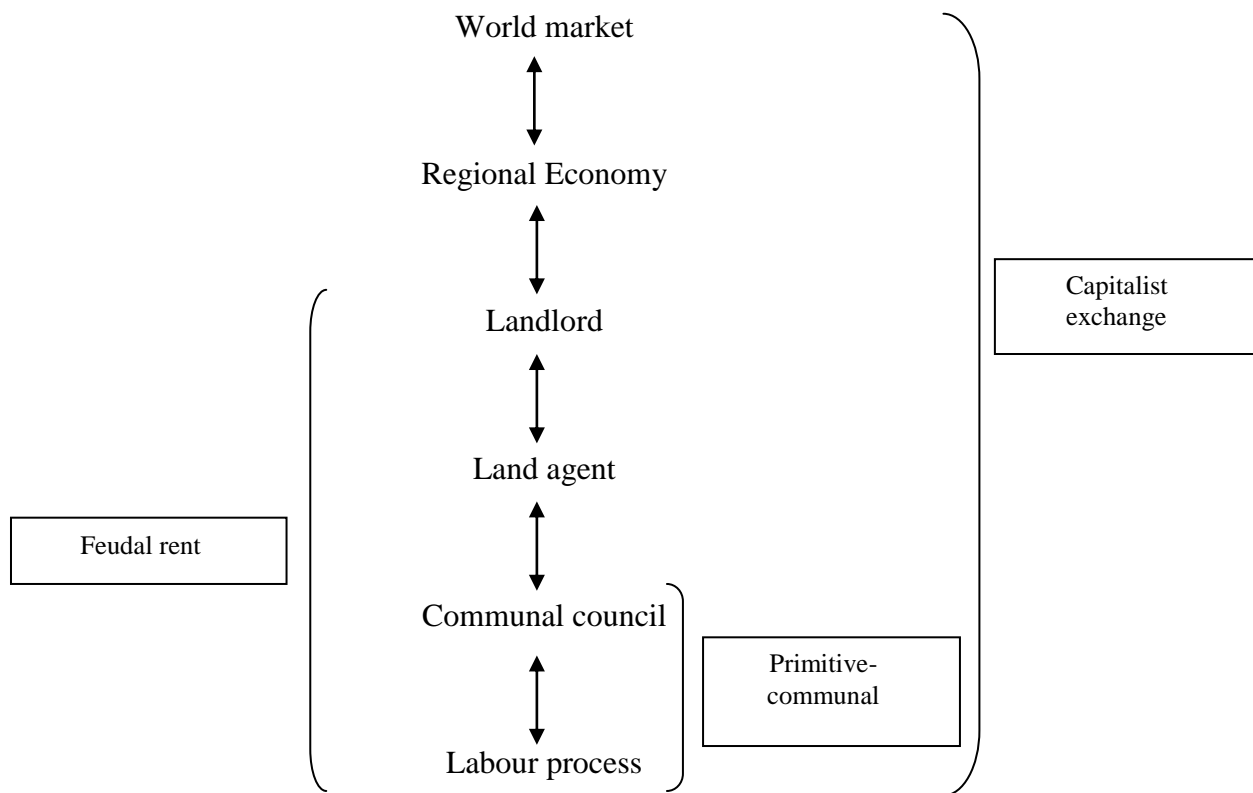 World market
Regional Economy
Landlord
Capitalist
exchange
Land agent
Feudal rent
Communal council
Primitive-
communal
Labour process